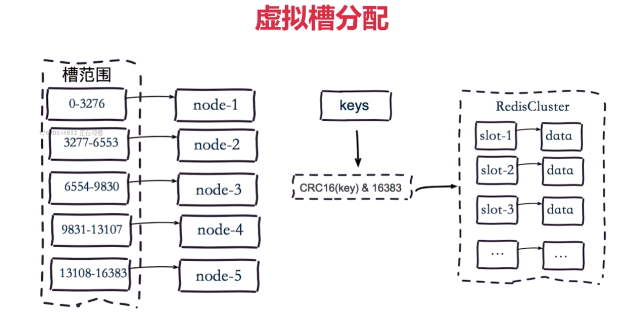 虚拟槽分配
槽范围
0-3276
node-1
3277-6553
node-2
6554-9830
node-3
9831-13107
node-4
13108-16383
node-5
keys
CRC16(key) & 16383
RedisCluster
slot-1
data
slot-2
data
slot-3
data
...
...